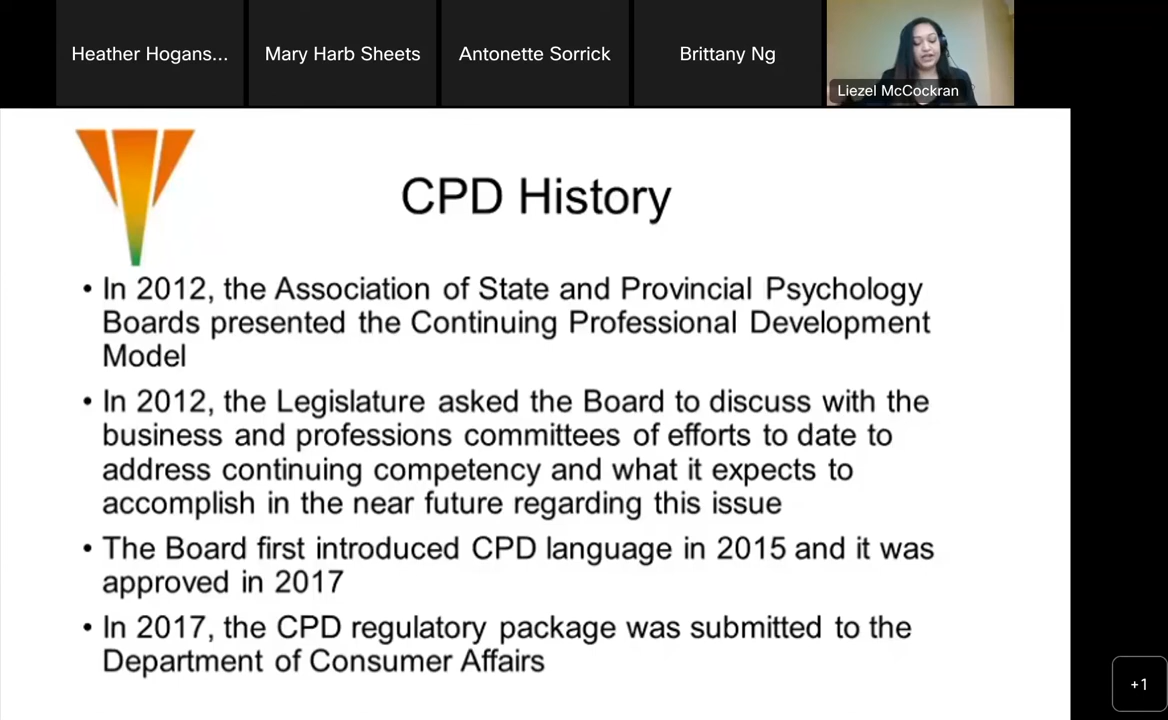 Heather Hogans...
Mary Harb Sheets
Antonette Sorrick
Brittany Ng
Liezel McCockran
CPD History
• In 2012, the Association of State and Provincial Psychology
Boards presented the Continuing Professional Development
Model
• In 2012, the Legislature asked the Board to discuss with the
business and professions committees of efforts to date to
address continuing competency and what it expects to
accomplish in the near future regarding this issue
• The Board first introduced CPD language in 2015 and it was
approved in 2017
• In 2017, the CPD regulatory package was submitted to the
Department of Consumer Affairs
+1